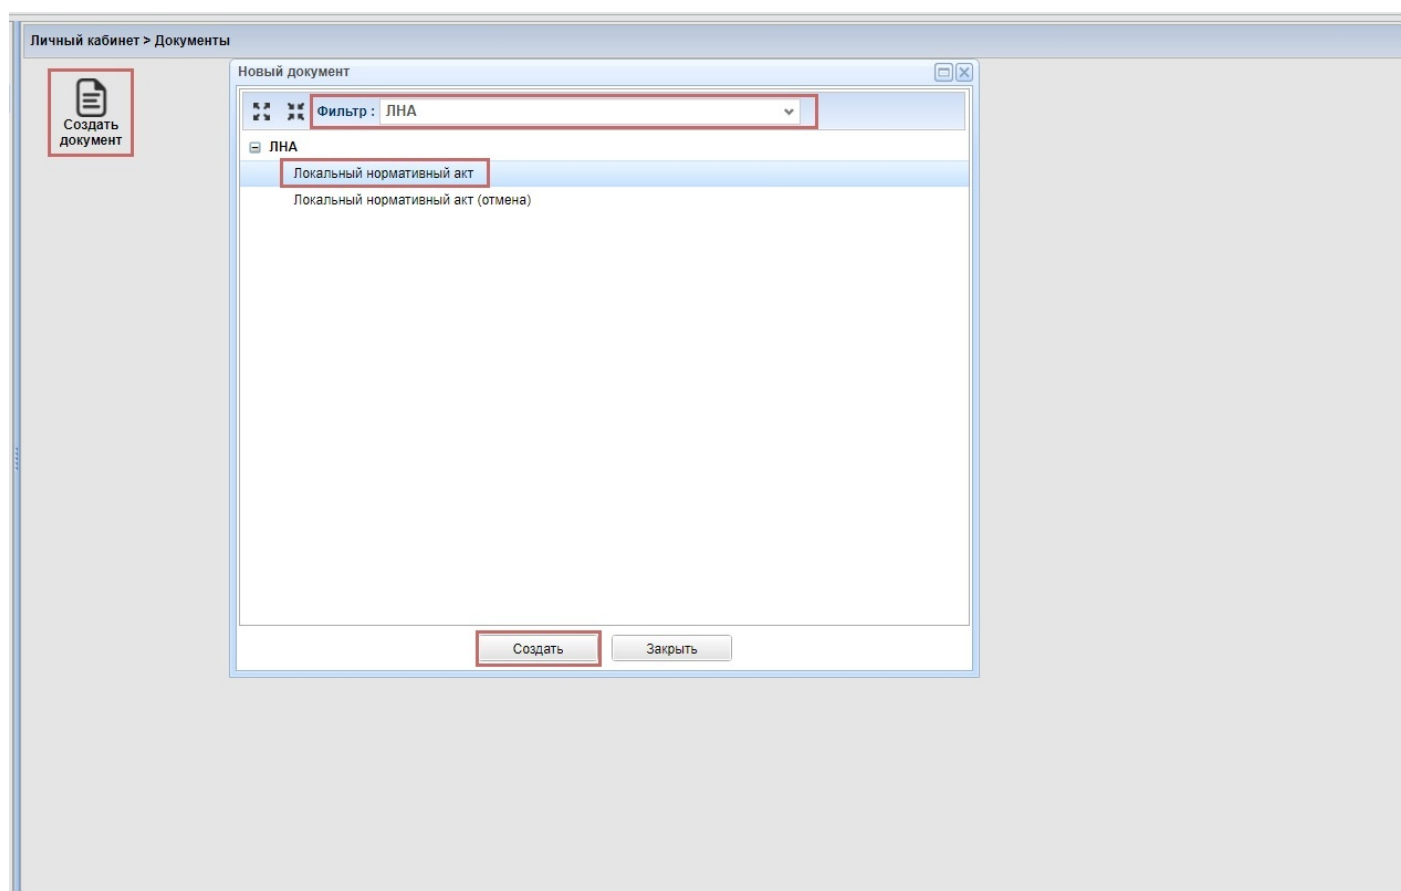 Личный кабинет > Документы
Создать
документ
Новый документ
Фильтр : ЛНА
ЛНА
Локальный нормативный акт
Локальный нормативный акт (отмена)
Создать
Закрыть